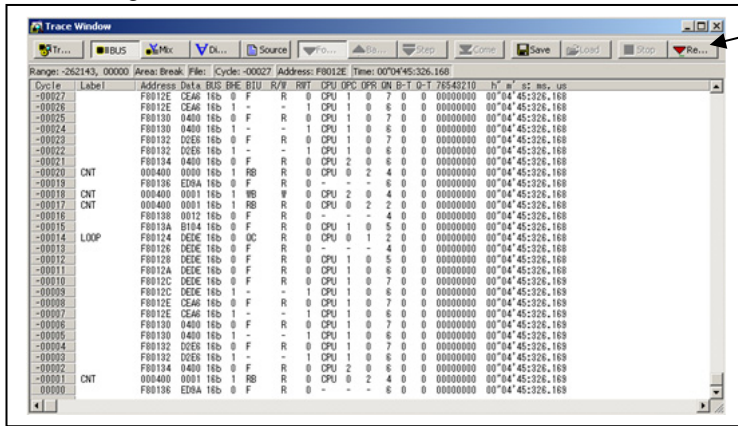 Trace Window
Tr... BUS Mix Di... Source Fo... Ba... Step Come Save Load Stop Re...
Range: -262143, 00000 Area: Break File: Cycle: -00027 Address: F8012E Time: 00"04'45:326.168
Cycle Label Address Data BUS BHE BIU R/W RWT CPU OPC OPR QN B-T Q-T 76543210 h" m' s: ms. us
-00027 F8012E CEA6 16b 0 F R 0 CPU 1 0 7 0 0 00000000 00"04'45:326.168
-00026 F8012E CEA6 16b 1 - - 1 CPU 1 0 6 0 0 00000000 00"04'45:326.168
-00025 F80130 0400 16b 0 F R 0 CPU 1 0 7 0 0 00000000 00"04'45:326.168
-00024 F80130 0400 16b 1 - - 1 CPU 1 0 6 0 0 00000000 00"04'45:326.168
-00023 F80132 D2E6 16b 0 F R 0 CPU 1 0 7 0 0 00000000 00"04'45:326.168
-00022 F80132 D2E6 16b 1 - - 1 CPU 1 0 6 0 0 00000000 00"04'45:326.168
-00021 F80134 0400 16b 0 F R 0 CPU 2 0 6 0 0 00000000 00"04'45:326.168
-00020 CNT 000400 0000 16b 1 RB R 0 CPU 0 2 4 0 0 00000000 00"04'45:326.168
-00019 F80136 ED9A 16b 0 F R 0 - - - 6 0 0 00000000 00"04'45:326.168
-00018 CNT 000400 0001 16b 1 WB W 0 CPU 2 0 4 0 0 00000000 00"04'45:326.168
-00017 CNT 000400 0001 16b 1 RB R 0 CPU 0 2 2 0 0 00000000 00"04'45:326.168
-00016 F80138 0012 16b 0 F R 0 - - - 4 0 0 00000000 00"04'45:326.168
-00015 F8013A B104 16b 0 F R 0 CPU 1 0 5 0 0 00000000 00"04'45:326.168
-00014 LOOP F80124 DEDE 16b 0 QC R 0 CPU 0 1 2 0 0 00000000 00"04'45:326.168
-00013 F80126 DEDE 16b 0 F R 0 - - - 4 0 0 00000000 00"04'45:326.168
-00012 F80128 DEDE 16b 0 F R 0 CPU 1 0 5 0 0 00000000 00"04'45:326.168
-00011 F8012A DEDE 16b 0 F R 0 CPU 1 0 6 0 0 00000000 00"04'45:326.168
-00010 F8012C DEDE 16b 0 F R 0 CPU 1 0 7 0 0 00000000 00"04'45:326.169
-00009 F8012C DEDE 16b 1 - - 1 CPU 1 0 6 0 0 00000000 00"04'45:326.169
-00008 F8012E CEA6 16b 0 F R 0 CPU 1 0 7 0 0 00000000 00"04'45:326.169
-00007 F8012E CEA6 16b 1 - - 1 CPU 1 0 6 0 0 00000000 00"04'45:326.169
-00006 F80130 0400 16b 0 F R 0 CPU 1 0 7 0 0 00000000 00"04'45:326.169
-00005 F80130 0400 16b 1 - - 1 CPU 1 0 6 0 0 00000000 00"04'45:326.169
-00004 F80132 D2E6 16b 0 F R 0 CPU 1 0 7 0 0 00000000 00"04'45:326.169
-00003 F80132 D2E6 16b 1 - - 1 CPU 1 0 6 0 0 00000000 00"04'45:326.169
-00002 F80134 0400 16b 0 F R 0 CPU 2 0 6 0 0 00000000 00"04'45:326.169
-00001 CNT 000400 0001 16b 1 RB R 0 CPU 0 2 4 0 0 00000000 00"04'45:326.169
00000 F80136 ED9A 16b 0 F R 0 - - - 6 0 0 00000000 00"04'45:326.169